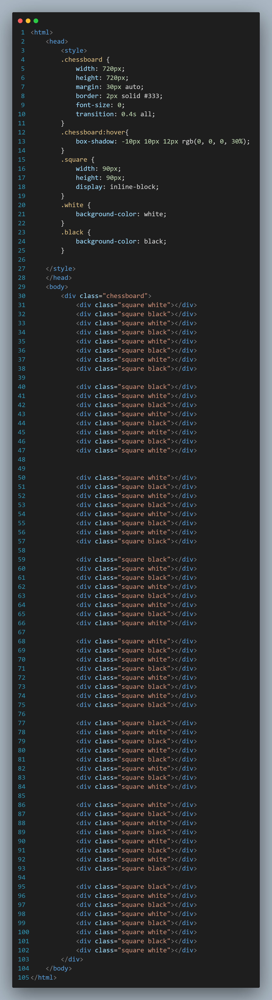 1 <html>
2     <head>
3         <style>
4         .chessboard {
5             width: 720px;
6             height: 720px;
7             margin: 30px auto;
8             border: 2px solid #333;
9             font-size: 0;
10             transition: 0.4s all;
11         }
12         .chessboard:hover{
13             box-shadow: -10px 10px 12px rgb(0, 0, 0, 30%);
14         }
15         .square {
16             width: 90px;
17             height: 90px;
18             display: inline-block;
19         }
20         .white {
21             background-color: white;
22         }
23         .black {
24             background-color: black;
25         }
26
27     </style>
28     </head>
29     <body>
30         <div class="chessboard">
31             <div class="square white"></div>
32             <div class="square black"></div>
33             <div class="square white"></div>
34             <div class="square black"></div>
35             <div class="square white"></div>
36             <div class="square black"></div>
37             <div class="square white"></div>
38             <div class="square black"></div>
39
40             <div class="square black"></div>
41             <div class="square white"></div>
42             <div class="square black"></div>
43             <div class="square white"></div>
44             <div class="square black"></div>
45             <div class="square white"></div>
46             <div class="square black"></div>
47             <div class="square white"></div>
48
49
50             <div class="square white"></div>
51             <div class="square black"></div>
52             <div class="square white"></div>
53             <div class="square black"></div>
54             <div class="square white"></div>
55             <div class="square black"></div>
56             <div class="square white"></div>
57             <div class="square black"></div>
58
59             <div class="square black"></div>
60             <div class="square white"></div>
61             <div class="square black"></div>
62             <div class="square white"></div>
63             <div class="square black"></div>
64             <div class="square white"></div>
65             <div class="square black"></div>
66             <div class="square white"></div>
67
68             <div class="square white"></div>
69             <div class="square black"></div>
70             <div class="square white"></div>
71             <div class="square black"></div>
72             <div class="square white"></div>
73             <div class="square black"></div>
74             <div class="square white"></div>
75             <div class="square black"></div>
76
77             <div class="square black"></div>
78             <div class="square white"></div>
79             <div class="square black"></div>
80             <div class="square white"></div>
81             <div class="square black"></div>
82             <div class="square white"></div>
83             <div class="square black"></div>
84             <div class="square white"></div>
85
86             <div class="square white"></div>
87             <div class="square black"></div>
88             <div class="square white"></div>
89             <div class="square black"></div>
90             <div class="square white"></div>
91             <div class="square black"></div>
92             <div class="square white"></div>
93             <div class="square black"></div>
94
95             <div class="square black"></div>
96             <div class="square white"></div>
97             <div class="square black"></div>
98             <div class="square white"></div>
99             <div class="square black"></div>
100             <div class="square white"></div>
101             <div class="square black"></div>
102             <div class="square white"></div>
103         </div>
104     </body>
105 </html>